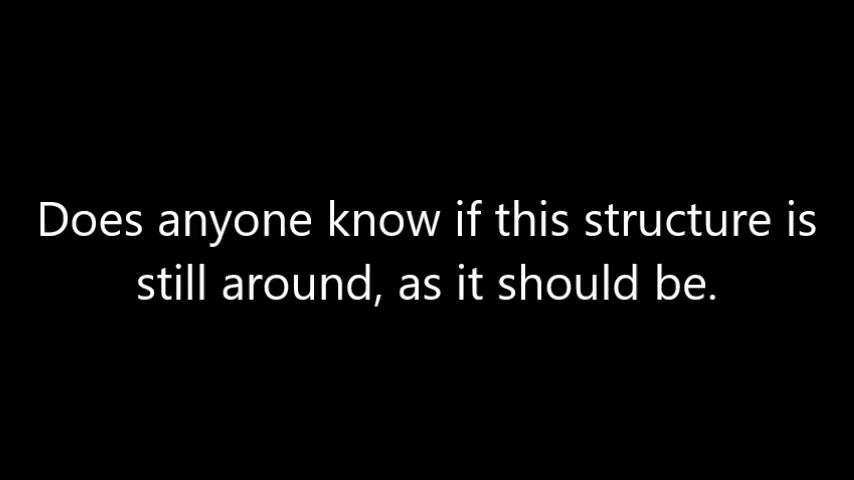 Does anyone know if this structure is
still around, as it should be.